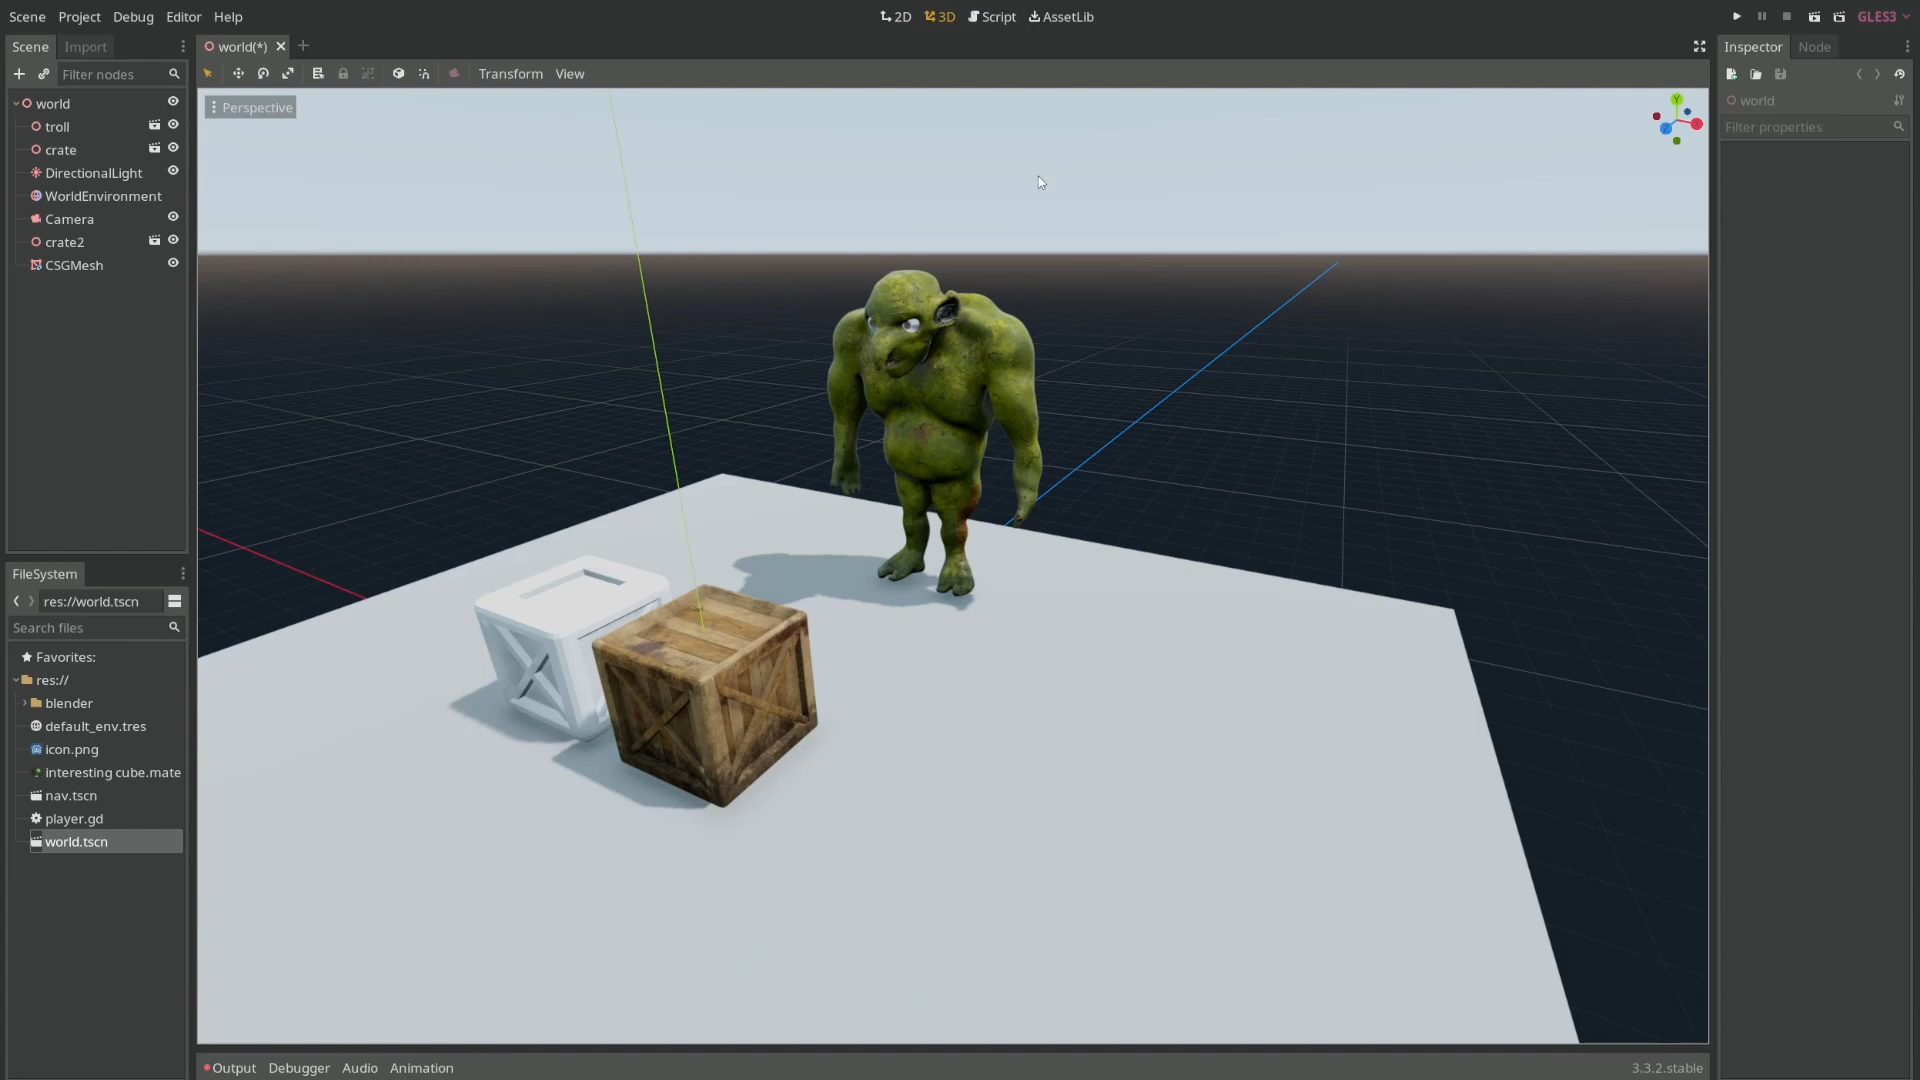 Scene Project Debug Editor Help
2D 3D Script AssetLib
GLES3
Scene Import
world(*)
Inspector Node
Filter nodes
Transform View
Perspective
world
Filter properties
world
troll
crate
DirectionalLight
WorldEnvironment
Camera
crate2
CSGMesh
Y
Z
FileSystem
res://world.tscn
Search files
Favorites:
res://
blender
default_env.tres
icon.png
interesting cube.mate
nav.tscn
player.gd
world.tscn
Output Debugger Audio Animation
3.3.2.stable